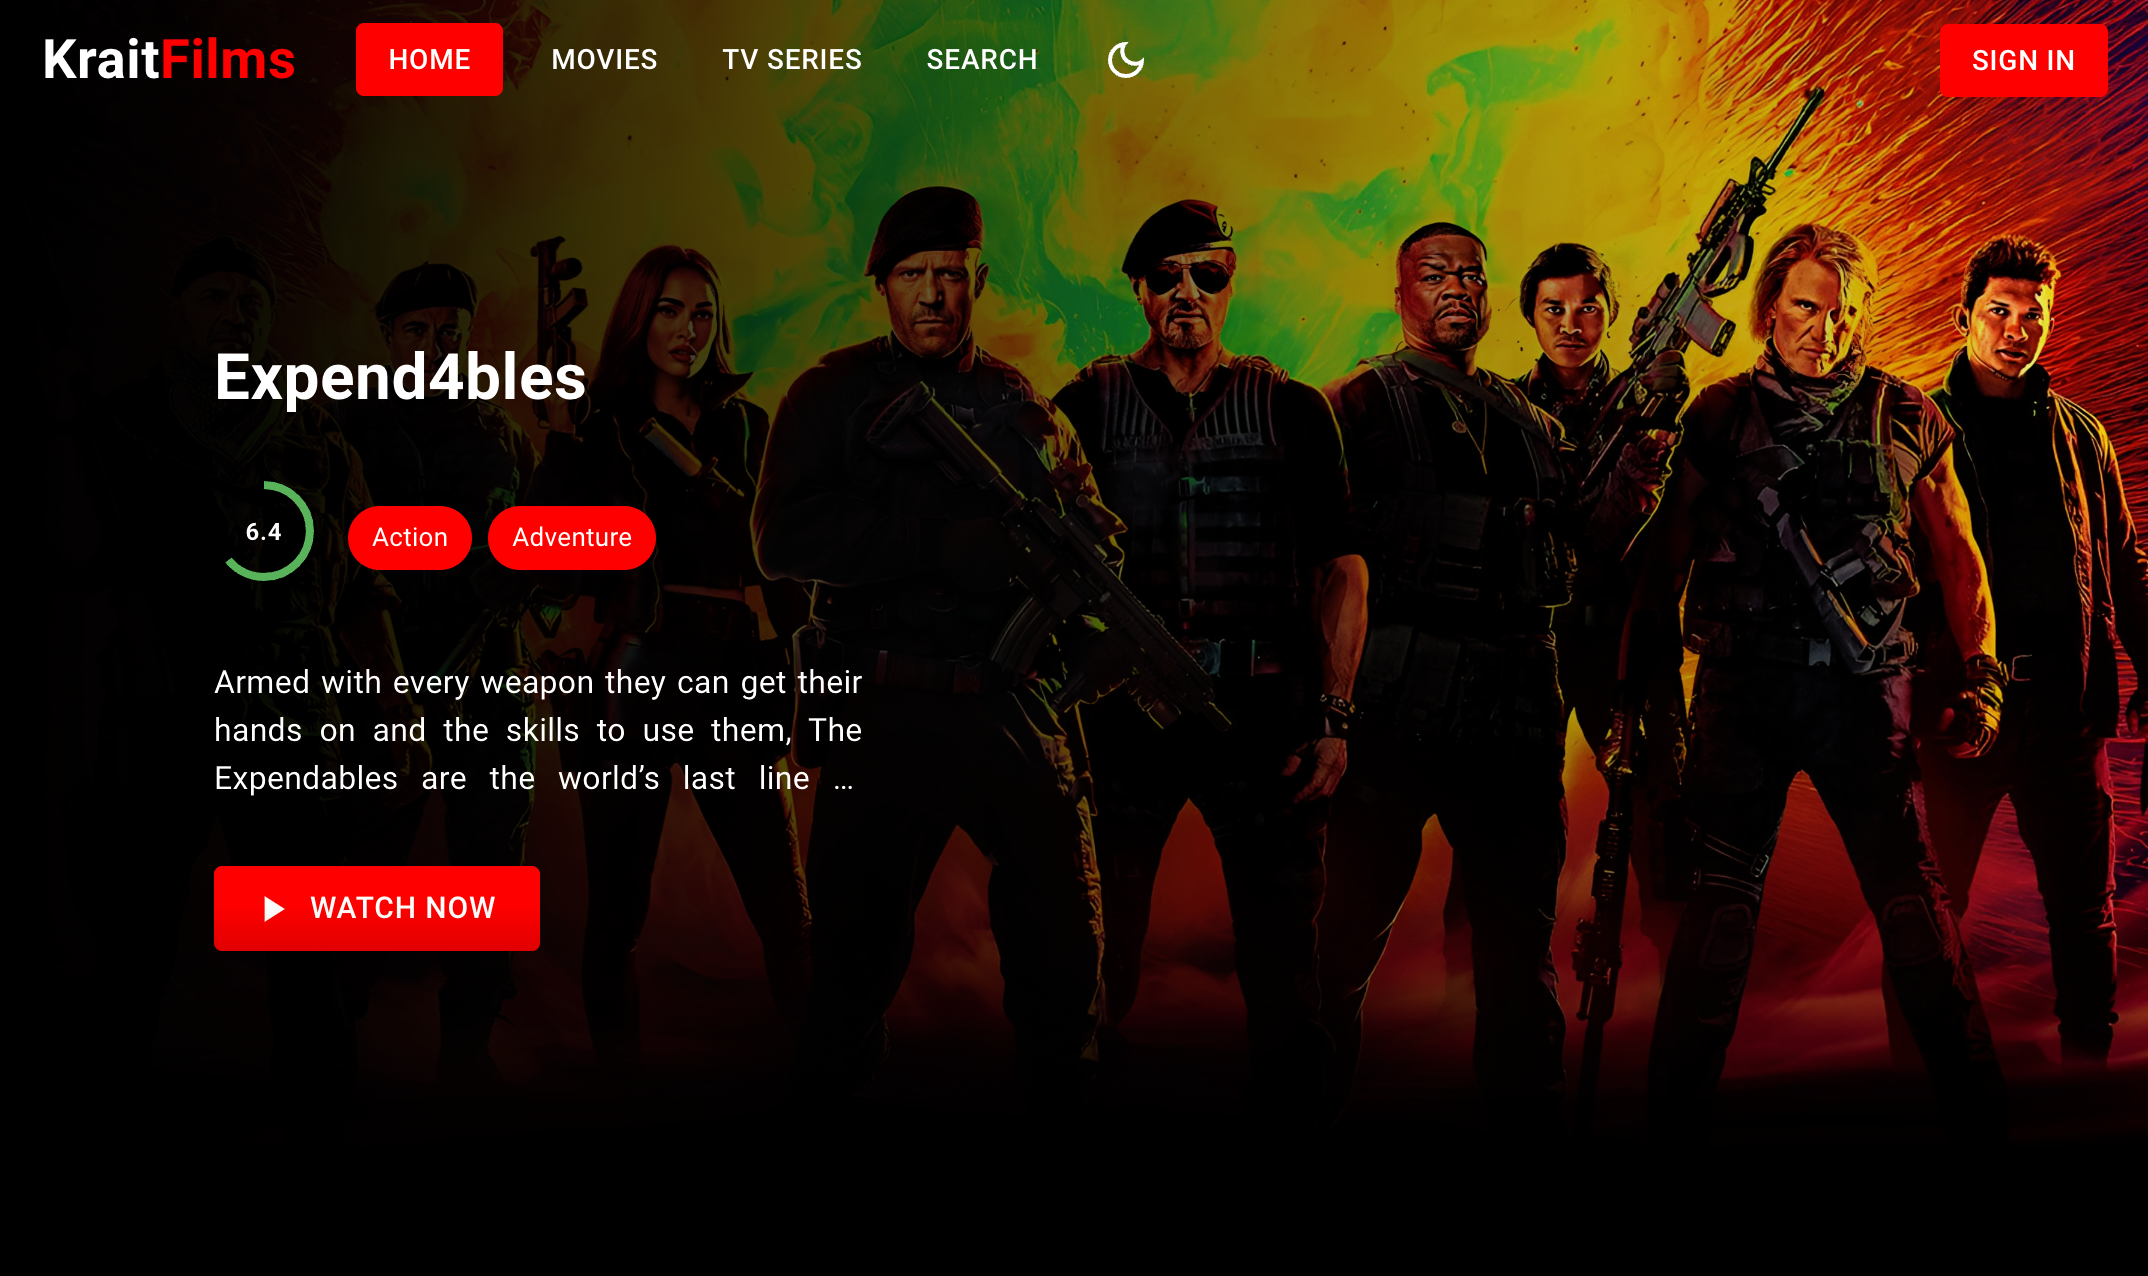 KraitFilms
HOME
MOVIES
TV SERIES
SEARCH
SIGN IN
Expend4bles
6.4
Action
Adventure
Armed with every weapon they can get their
hands on and the skills to use them, The
Expendables are the world’s last line ...
WATCH NOW